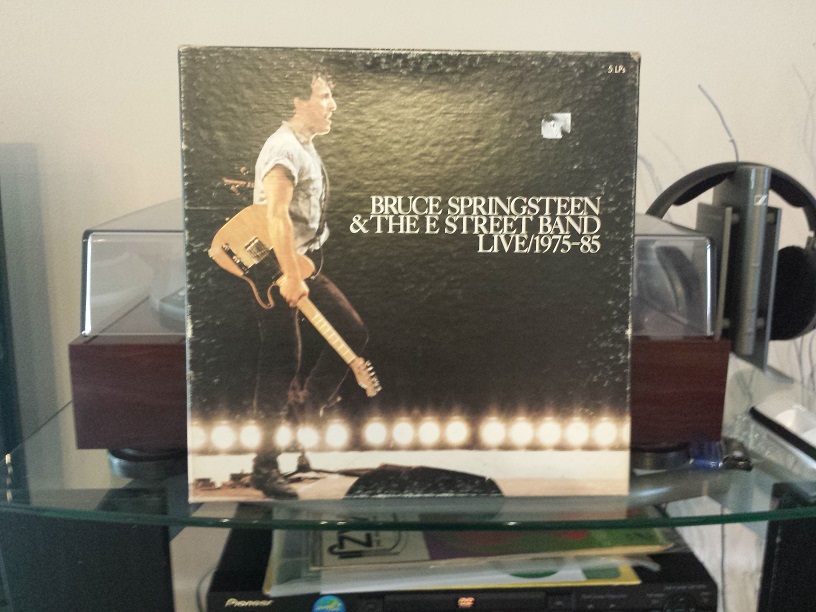 5 LPs
BRUCE SPRINGSTEEN
& THE E STREET BAND
LIVE/1975–85
Pioneer